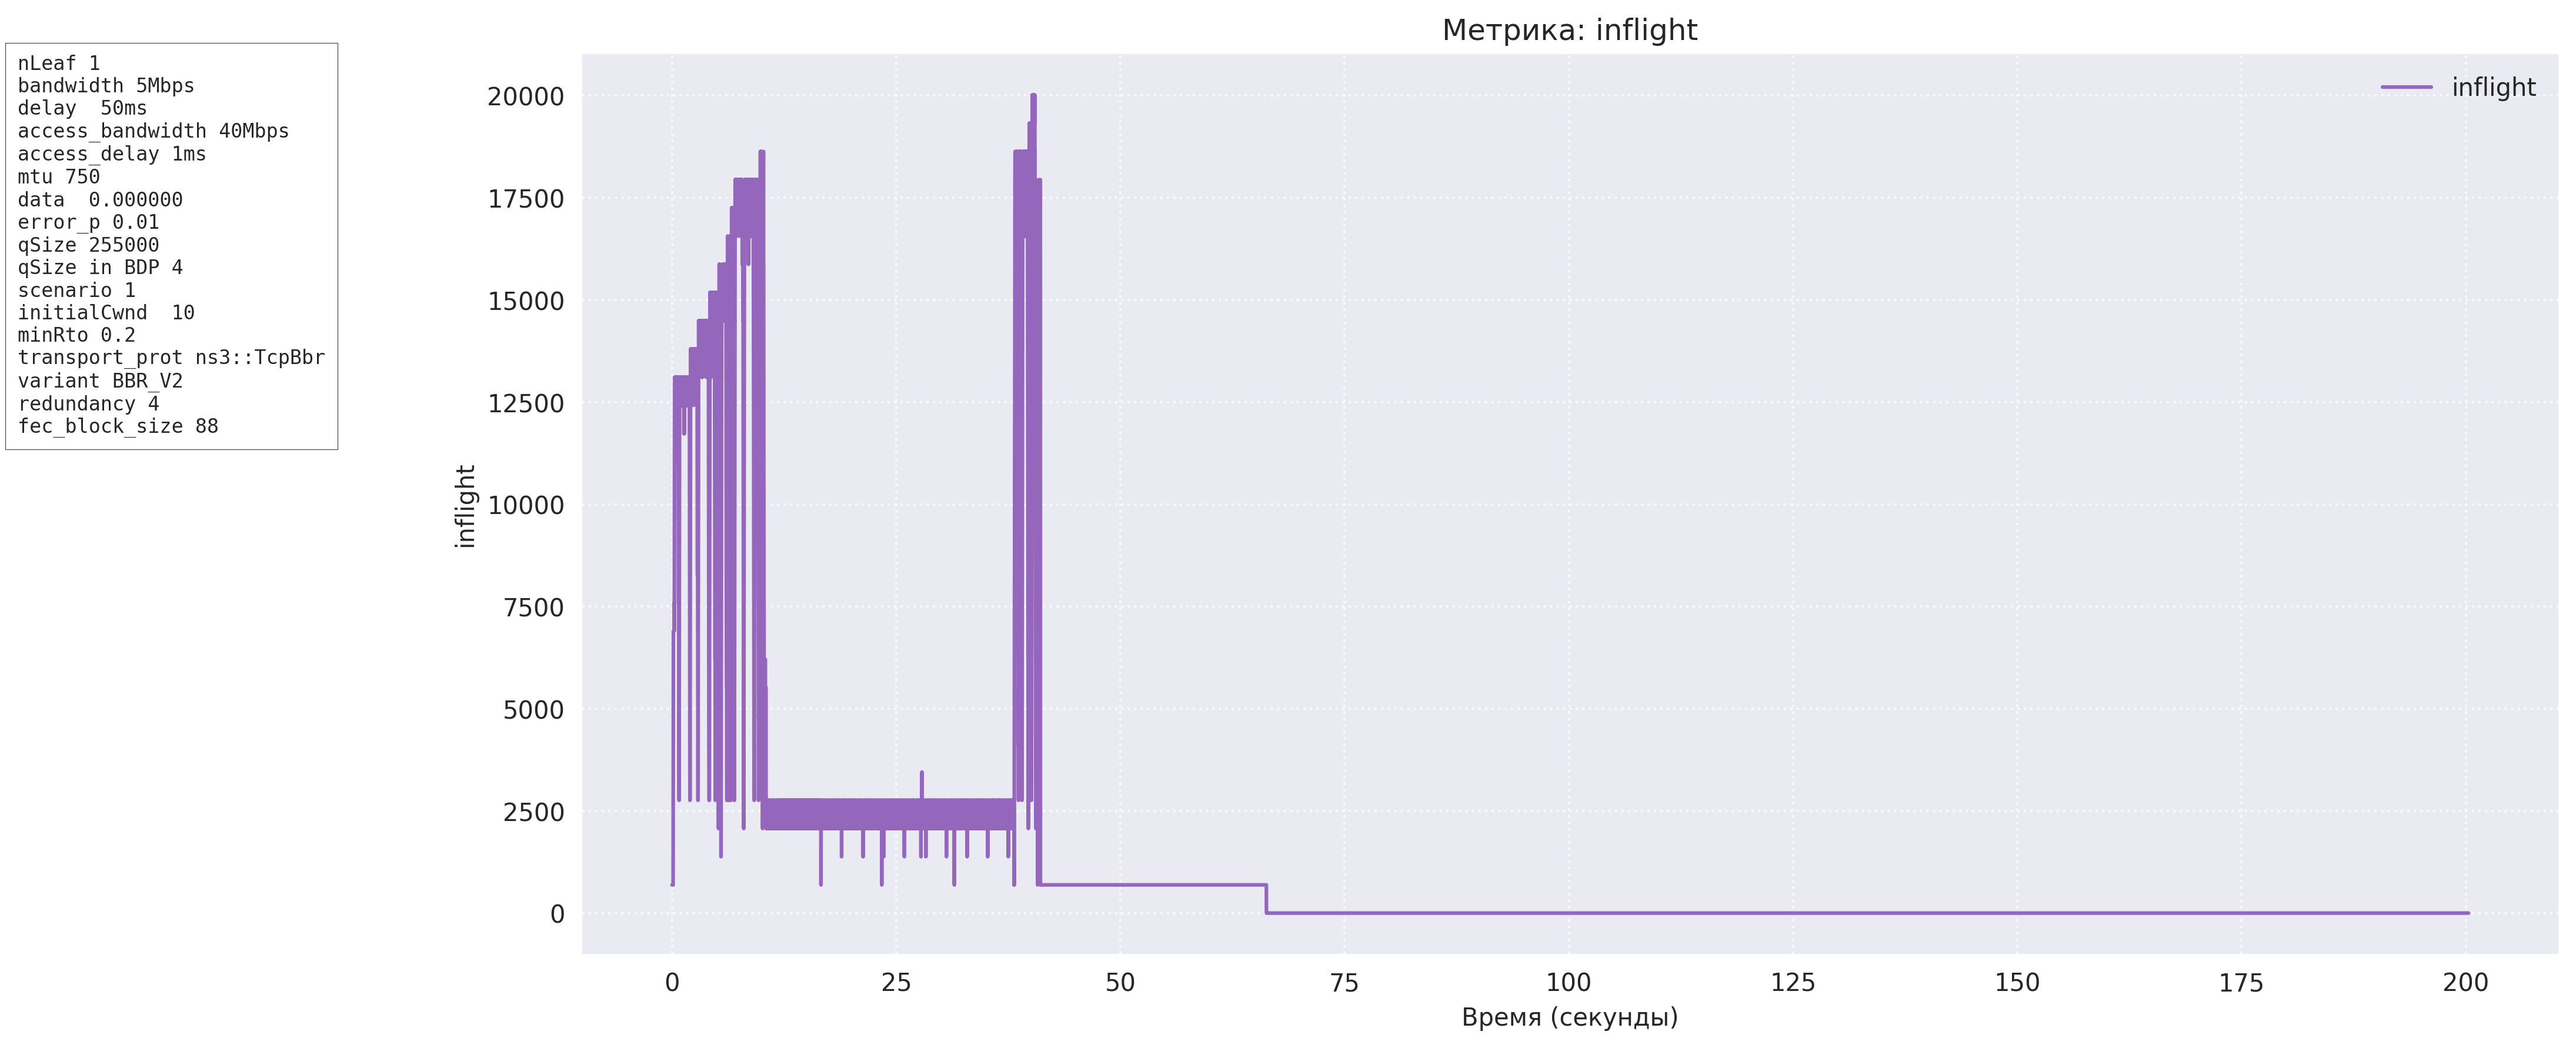 Метрика: inflight
nLeaf 1
bandwidth 5Mbps
delay  50ms
access_bandwidth 40Mbps
access_delay 1ms
mtu 750
data  0.000000
error_p 0.01
qSize 255000
qSize in BDP 4
scenario 1
initialCwnd  10
minRto 0.2
transport_prot ns3::TcpBbr
variant BBR_V2
redundancy 4
fec_block_size 88
inflight
20000
17500
15000
12500
10000
7500
5000
2500
0
inflight
0 25 50 75 100 125 150 175 200
Время (секунды)